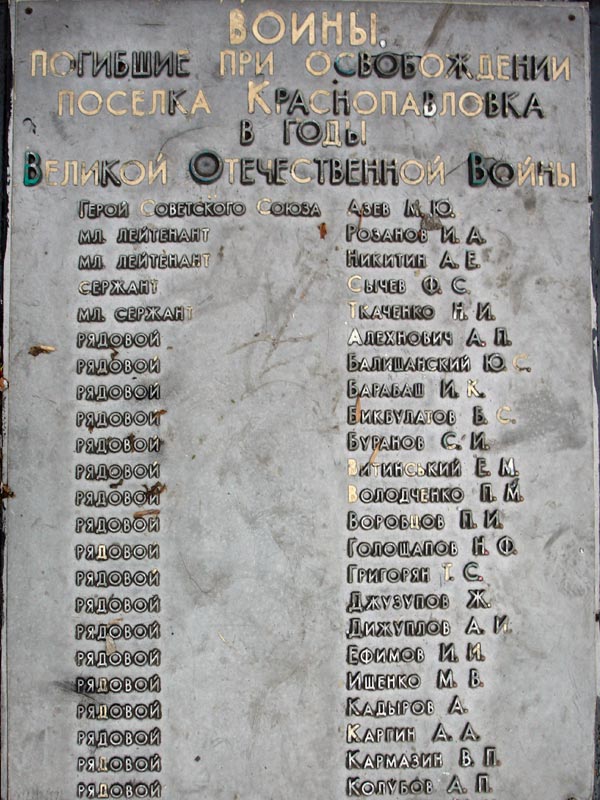 ВОИНЫ,
ПОГИБШИЕ ПРИ ОСВОБОЖДЕНИИ
ПОСЕЛКА КРАСНОПАВЛОВКА
В ГОДЫ
ВЕЛИКОЙ ОТЕЧЕСТВЕННОЙ ВОЙНЫ
ГЕРОЙ СОВЕТСКОГО СОЮЗА АЗЕВ М. Ю.
МЛ. ЛЕЙТЕНАНТ РОЗАНОВ И. А.
МЛ. ЛЕЙТЕНАНТ НИКИТИН А. Е.
СЕРЖАНТ СЫЧЕВ Ф. С.
МЛ. СЕРЖАНТ ТКАЧЕНКО Н. И.
РЯДОВОЙ АЛЕХНОВИЧ А. П.
РЯДОВОЙ БАЛИШАНСКИЙ Ю. С.
РЯДОВОЙ БАРАБАШ И. К.
РЯДОВОЙ БИКБУЛАТОВ Б. С.
РЯДОВОЙ БУРАНОВ С. И.
РЯДОВОЙ ВИТИНСЬКИЙ Е. М.
РЯДОВОЙ ВОЛОДЧЕНКО П. М.
РЯДОВОЙ ВОРОБЦОВ П. И.
РЯДОВОЙ ГОЛОЩАПОВ Н. Ф.
РЯДОВОЙ ГРИГОРЯН Т. С.
РЯДОВОЙ ДЖУЗУПОВ Ж.
РЯДОВОЙ ДИЖУПЛОВ А. И.
РЯДОВОЙ ЕФИМОВ И. И.
РЯДОВОЙ ИЩЕНКО М. В.
РЯДОВОЙ КАДЫРОВ А.
РЯДОВОЙ КАРГИН А. А.
РЯДОВОЙ КАРМАЗИН В. П.
РЯДОВОЙ КОЛУБОВ А. П.